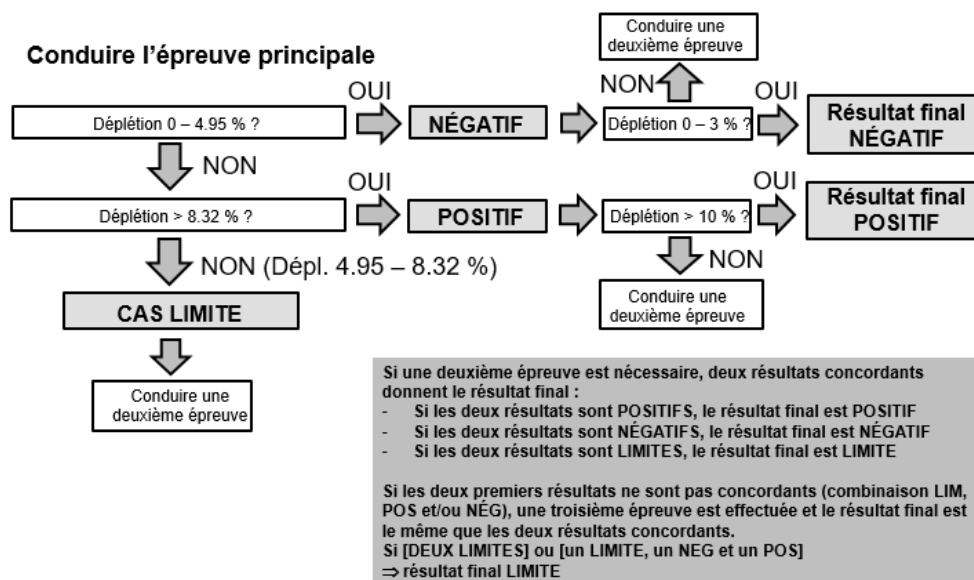 Conduire une
deuxième épreuve
Conduire l'épreuve principale
OUI
NON
OUI
Déplétion 0 – 4.95 % ?
NÉGATIF
Déplétion 0 – 3 % ?
Résultat final
NÉGATIF
NON
OUI
OUI
Déplétion > 8.32 % ?
POSITIF
Déplétion > 10 % ?
Résultat final
POSITIF
NON (Dépl. 4.95 – 8.32 %)
NON
CAS LIMITE
Conduire une
deuxième épreuve
Conduire une
deuxième épreuve
Si une deuxième épreuve est nécessaire, deux résultats concordants
donnent le résultat final :
- Si les deux résultats sont POSITIFS, le résultat final est POSITIF
- Si les deux résultats sont NÉGATIFS, le résultat final est NÉGATIF
- Si les deux résultats sont LIMITES, le résultat final est LIMITE
Si les deux premiers résultats ne sont pas concordants (combinaison LIM,
POS et/ou NÉG), une troisième épreuve est effectuée et le résultat final est
le même que les deux résultats concordants.
Si [DEUX LIMITES] ou [un LIMITE, un NEG et un POS]
⇒ résultat final LIMITE